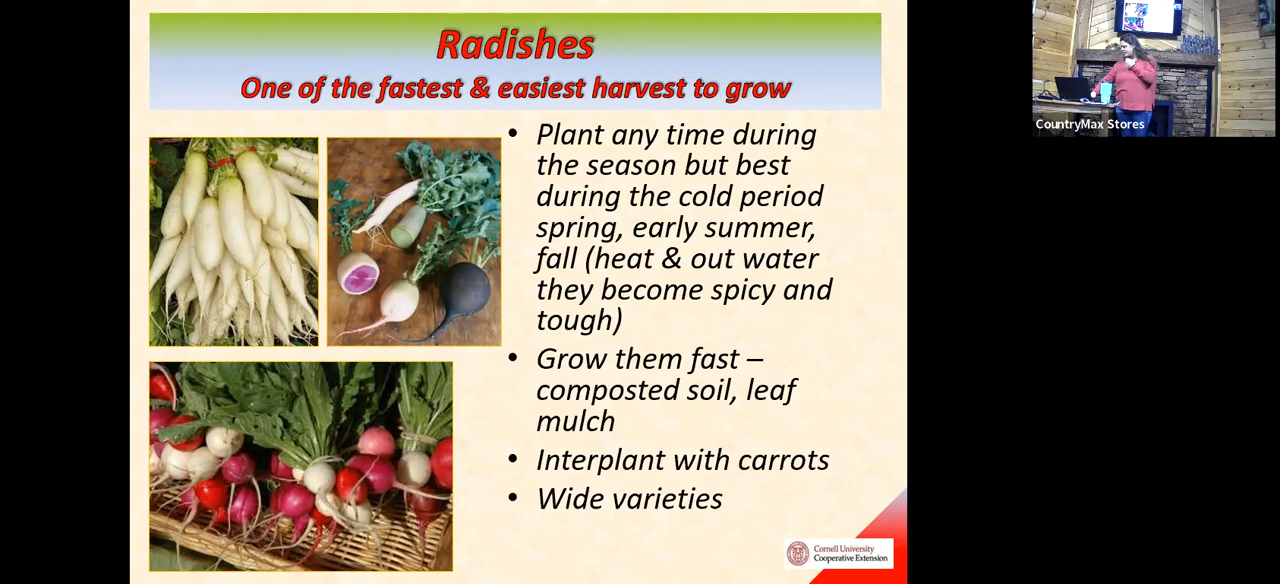 Radishes
One of the fastest & easiest harvest to grow
• Plant any time during
the season but best
during the cold period
spring, early summer,
fall (heat & out water
they become spicy and
tough)
• Grow them fast –
composted soil, leaf
mulch
• Interplant with carrots
• Wide varieties
Cornell University
Cooperative Extension
CountryMax Stores